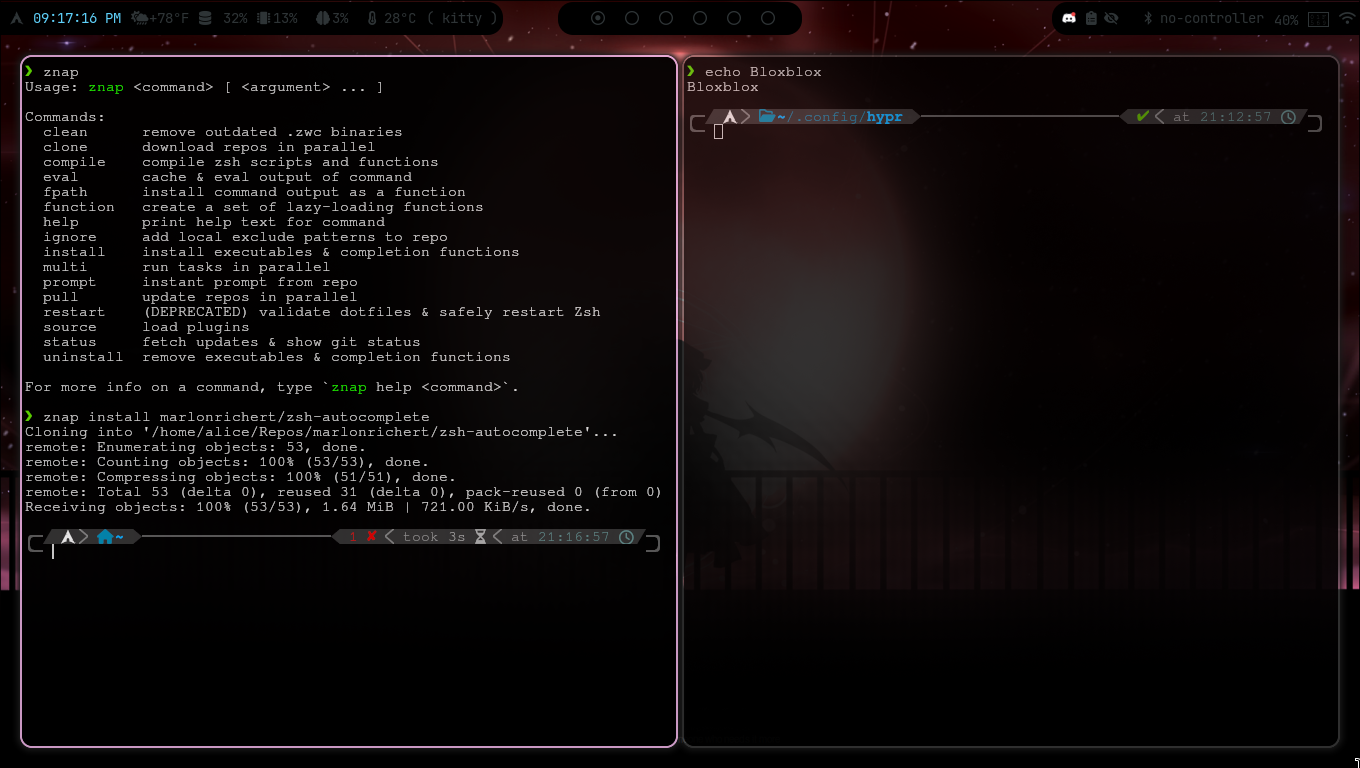 09:17:16 PM +78°F 32% 13% 3% 28°C ( kitty ) no-controller 40%
❯ znap
Usage: znap <command> [ <argument> ... ]
Commands:
clean remove outdated .zwc binaries
clone download repos in parallel
compile compile zsh scripts and functions
eval cache & eval output of command
fpath install command output as a function
function create a set of lazy-loading functions
help print help text for command
ignore add local exclude patterns to repo
install install executables & completion functions
multi run tasks in parallel
prompt instant prompt from repo
pull update repos in parallel
restart (DEPRECATED) validate dotfiles & safely restart Zsh
source load plugins
status fetch updates & show git status
uninstall remove executables & completion functions
For more info on a command, type `znap help <command>`.
❯ znap install marlonrichert/zsh-autocomplete
Cloning into '/home/alice/Repos/marlonrichert/zsh-autocomplete'...
remote: Enumerating objects: 53, done.
remote: Counting objects: 100% (53/53), done.
remote: Compressing objects: 100% (51/51), done.
remote: Total 53 (delta 0), reused 31 (delta 0), pack-reused 0 (from 0)
Receiving objects: 100% (53/53), 1.64 MiB | 721.00 KiB/s, done.
~ 1 ✘ took 3s at 21:16:57
❯ echo Bloxblox
Bloxblox
~/.config/hypr ✔ at 21:12:57